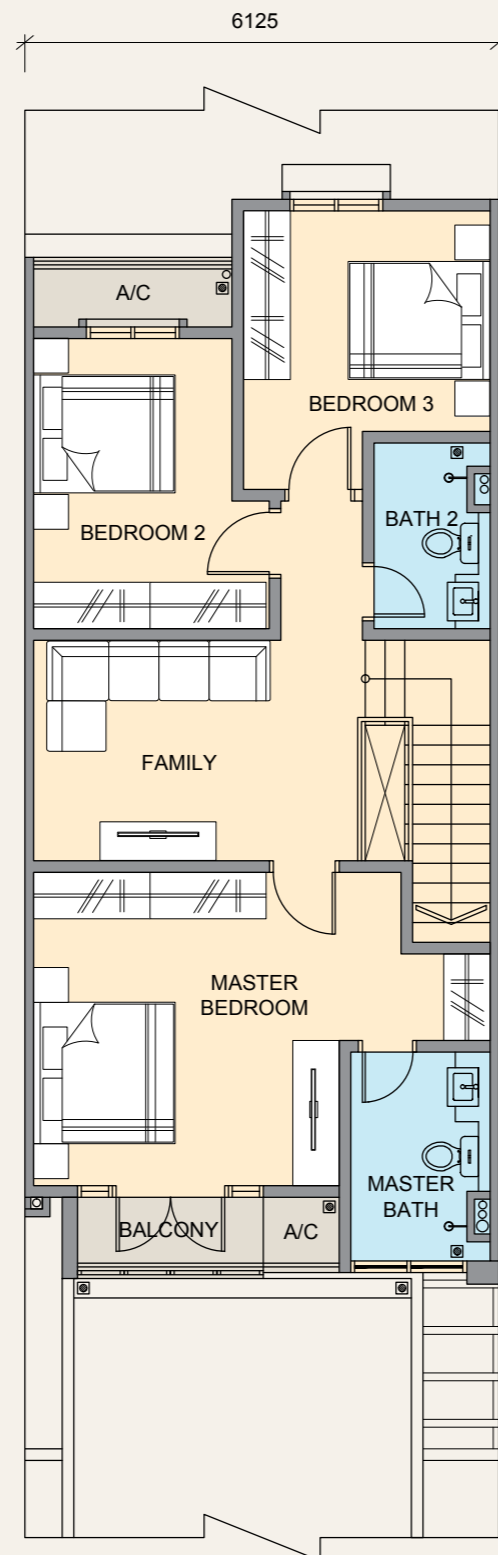 6125
A/C
BEDROOM 3
BEDROOM 2
BATH 2
FAMILY
MASTER
BEDROOM
MASTER
BATH
BALCONY
A/C